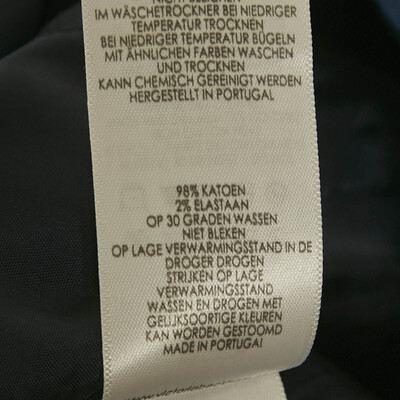 IM WÄSCHETROCKNER BEI NIEDRIGER
TEMPERATUR TROCKNEN
BEI NIEDRIGER TEMPERATUR BÜGELN
MIT ÄHNLICHEN FARBEN WASCHEN
UND TROCKNEN
KANN CHEMISCH GEREINIGT WERDEN
HERGESTELLT IN PORTUGAL
98% KATOEN
2% ELASTAAN
OP 30 GRADEN WASSEN
NIET BLEKEN
OP LAGE VERWARMINGSSTAND IN DE
DROGER DROGEN
STRIJKEN OP LAGE
VERWARMINGSSTAND
WASSEN EN DROGEN MET
GELIJKSOORTIGE KLEUREN
KAN WORDEN GESTOOMD
MADE IN PORTUGAL